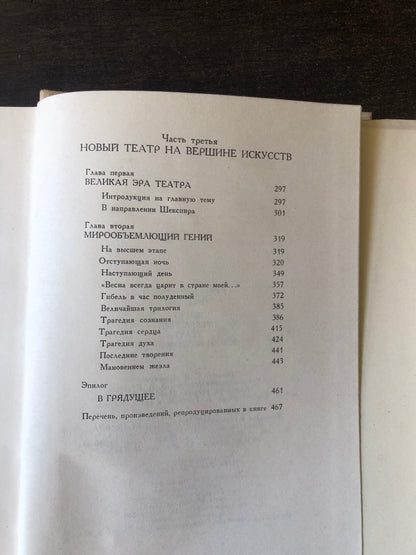 Часть третья
НОВЫЙ ТЕАТР НА ВЕРШИНЕ ИСКУССТВ
Глава первая
ВЕЛИКАЯ ЭРА ТЕАТРА 297
Интродукция на главную тему 297
В направлении Шекспира 301
Глава вторая
МИРООБЪЕМЛЮЩИЙ ГЕНИЙ 319
На высшем этапе 319
Отступающая ночь 320
Наступающий день 349
«Весна всегда царит в стране моей...» 357
Гибель в час полуденный 372
Величайшая трилогия 385
Трагедия сознания 386
Трагедия сердца 415
Трагедия духа 424
Последние творения 441
Мановением жезла 443
Эпилог
В ГРЯДУЩЕЕ 461
Перечень, произведений, репродуцированных в книге 467